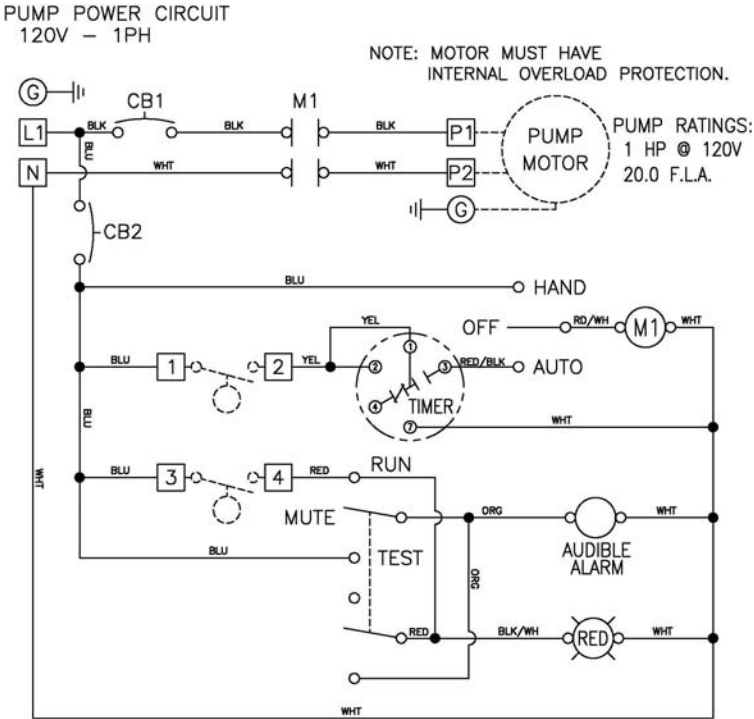 PUMP POWER CIRCUIT
120V – 1PH
NOTE: MOTOR MUST HAVE
INTERNAL OVERLOAD PROTECTION.
G
CB1
M1
L1 BLK BLK BLK P1
PUMP MOTOR
PUMP RATINGS:
1 HP @ 120V
20.0 F.L.A.
BLU
N WHT WHT P2
G
CB2
BLU HAND
YEL OFF RD/WH M1 WHT
1
BLU 1 2 YEL 2 3 RED/BLK AUTO
4 TIMER
7 WHT
BLU
WHT
BLU 3 4 RED RUN
MUTE ORG WHT
AUDIBLE
ALARM
BLU TEST
ORG
RED BLK/WH RED WHT
WHT